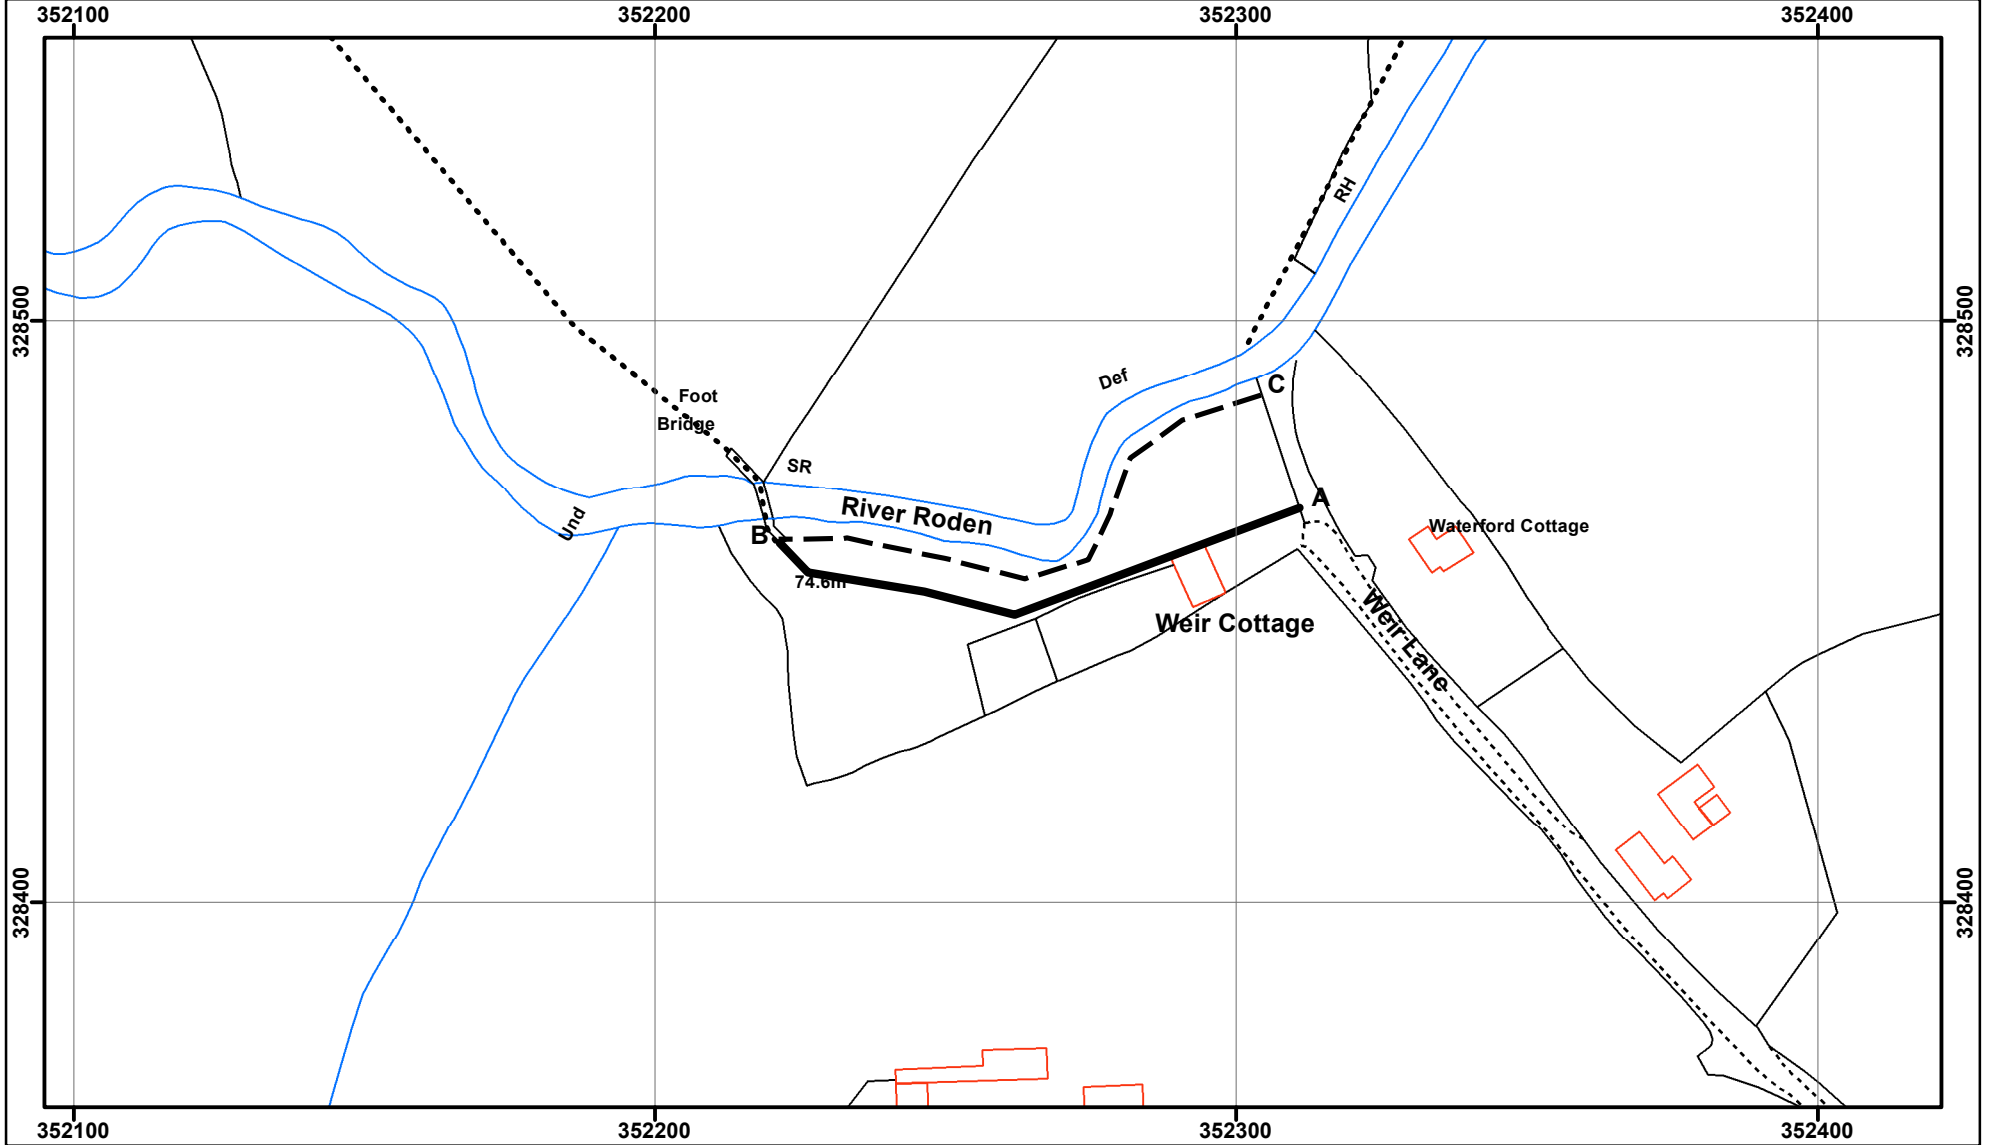 352100
352200
352300
352400
RH
328500
328500
Def
C
Foot
Bridge
SR
A
River Roden
Und
B
Waterford Cottage
74.6m
Weir Cottage
Weir Lane
328400
328400
352100
352200
352300
352400